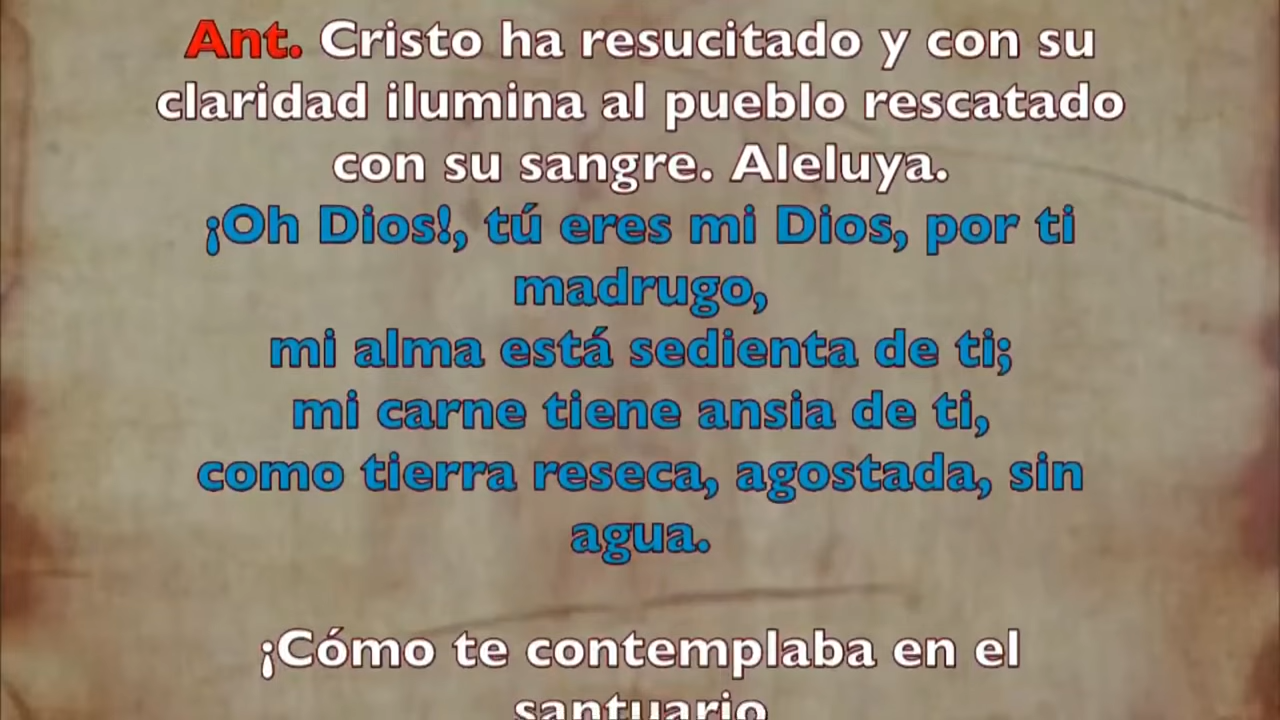 Ant. Cristo ha resucitado y con su
claridad ilumina al pueblo rescatado
con su sangre. Aleluya.
¡Oh Dios!, tú eres mi Dios, por ti
madrugo,
mi alma está sedienta de ti;
mi carne tiene ansia de ti,
como tierra reseca, agostada, sin
agua.
¡Cómo te contemplaba en el
santuario